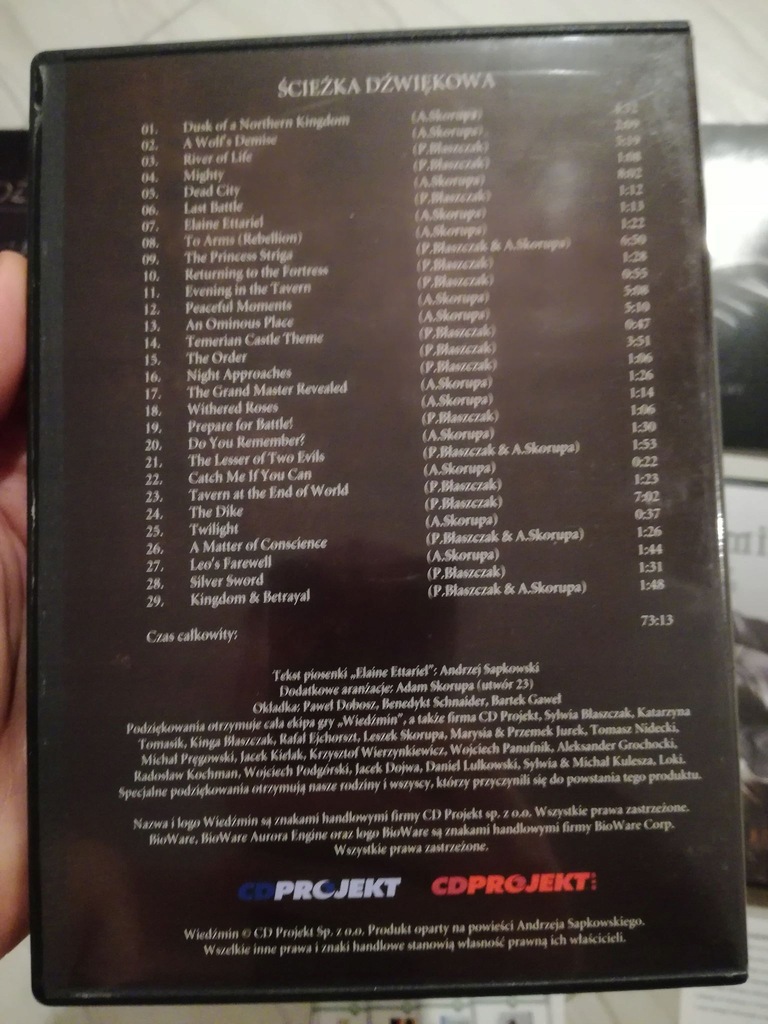 ŚCIEŻKA DŹWIĘKOWA
01. Dusk of a Northern Kingdom (A.Skorupa)
02. A Wolf's Demise (A.Skorupa) 2:09
03. River of Life (P.Błaszczak) 5:19
04. Mighty (P.Błaszczak) 1:08
05. Dead City (A.Skorupa) 8:02
06. Last Battle (P.Błaszczak) 1:12
07. Elaine Ettariel (A.Skorupa) 1:13
08. To Arms (Rebellion) (A.Skorupa) 1:22
09. The Princess Striga (P.Błaszczak & A.Skorupa) 6:50
10. Returning to the Fortress (P.Błaszczak) 1:28
11. Evening in the Tavern (P.Błaszczak) 0:55
12. Peaceful Moments (A.Skorupa) 5:08
13. An Ominous Place (A.Skorupa) 5:10
14. Temerian Castle Theme (P.Błaszczak) 0:47
15. The Order (P.Błaszczak) 3:51
16. Night Approaches (P.Błaszczak) 1:06
17. The Grand Master Revealed (A.Skorupa) 1:26
18. Withered Roses 1:14
19. Prepare for Battle! (P.Błaszczak) 1:06
20. Do You Remember? (A.Skorupa) 1:30
21. The Lesser of Two Evils (P.Błaszczak & A.Skorupa) 1:53
22. Catch Me If You Can (A.Skorupa) 0:22
23. Tavern at the End of World (P.Błaszczak) 1:23
24. The Dike (P.Błaszczak) 7:02
25. Twilight (A.Skorupa) 0:37
26. A Matter of Conscience (P.Błaszczak & A.Skorupa) 1:26
27. Leo's Farewell (A.Skorupa) 1:44
28. Silver Sword (P.Błaszczak) 1:31
29. Kingdom & Betrayal (P.Błaszczak & A.Skorupa) 1:48
Czas całkowity: 73:13
Tekst piosenki „Elaine Ettariel”: Andrzej Sapkowski
Dodatkowe aranżacje: Adam Skorupa (utwór 23)
Okładka: Paweł Dobosz, Benedykt Schnaider, Bartek Gaweł
Podziękowania otrzymuje cała ekipa gry „Wiedźmin”, a także firma CD Projekt, Sylwia Błaszczak, Katarzyna
Tomasik, Kinga Błaszczak, Rafał Ejchorszt, Leszek Skorupa, Marysia & Przemek Jurek, Tomasz Nidecki,
Michał Pręgowski, Jacek Kielak, Krzysztof Wierzynkiewicz, Wojciech Panufnik, Aleksander Grochocki,
Radosław Kochman, Wojciech Podgórski, Jacek Dojwa, Daniel Lulkowski, Sylwia & Michał Kulesza, Loki.
Specjalne podziękowania otrzymują nasze rodziny i wszyscy, którzy przyczynili się do powstania tego produktu.
Nazwa i logo Wiedźmin są znakami handlowymi firmy CD Projekt sp. z o.o. Wszystkie prawa zastrzeżone.
BioWare, BioWare Aurora Engine oraz logo BioWare są znakami handlowymi firmy BioWare Corp.
Wszystkie prawa zastrzeżone.
CDPROJEKT CDPROJEKT
Wiedźmin © CD Projekt Sp. z o.o. Produkt oparty na powieści Andrzeja Sapkowskiego.
Wszelkie inne prawa i znaki handlowe stanowią własność prawną ich właścicieli.